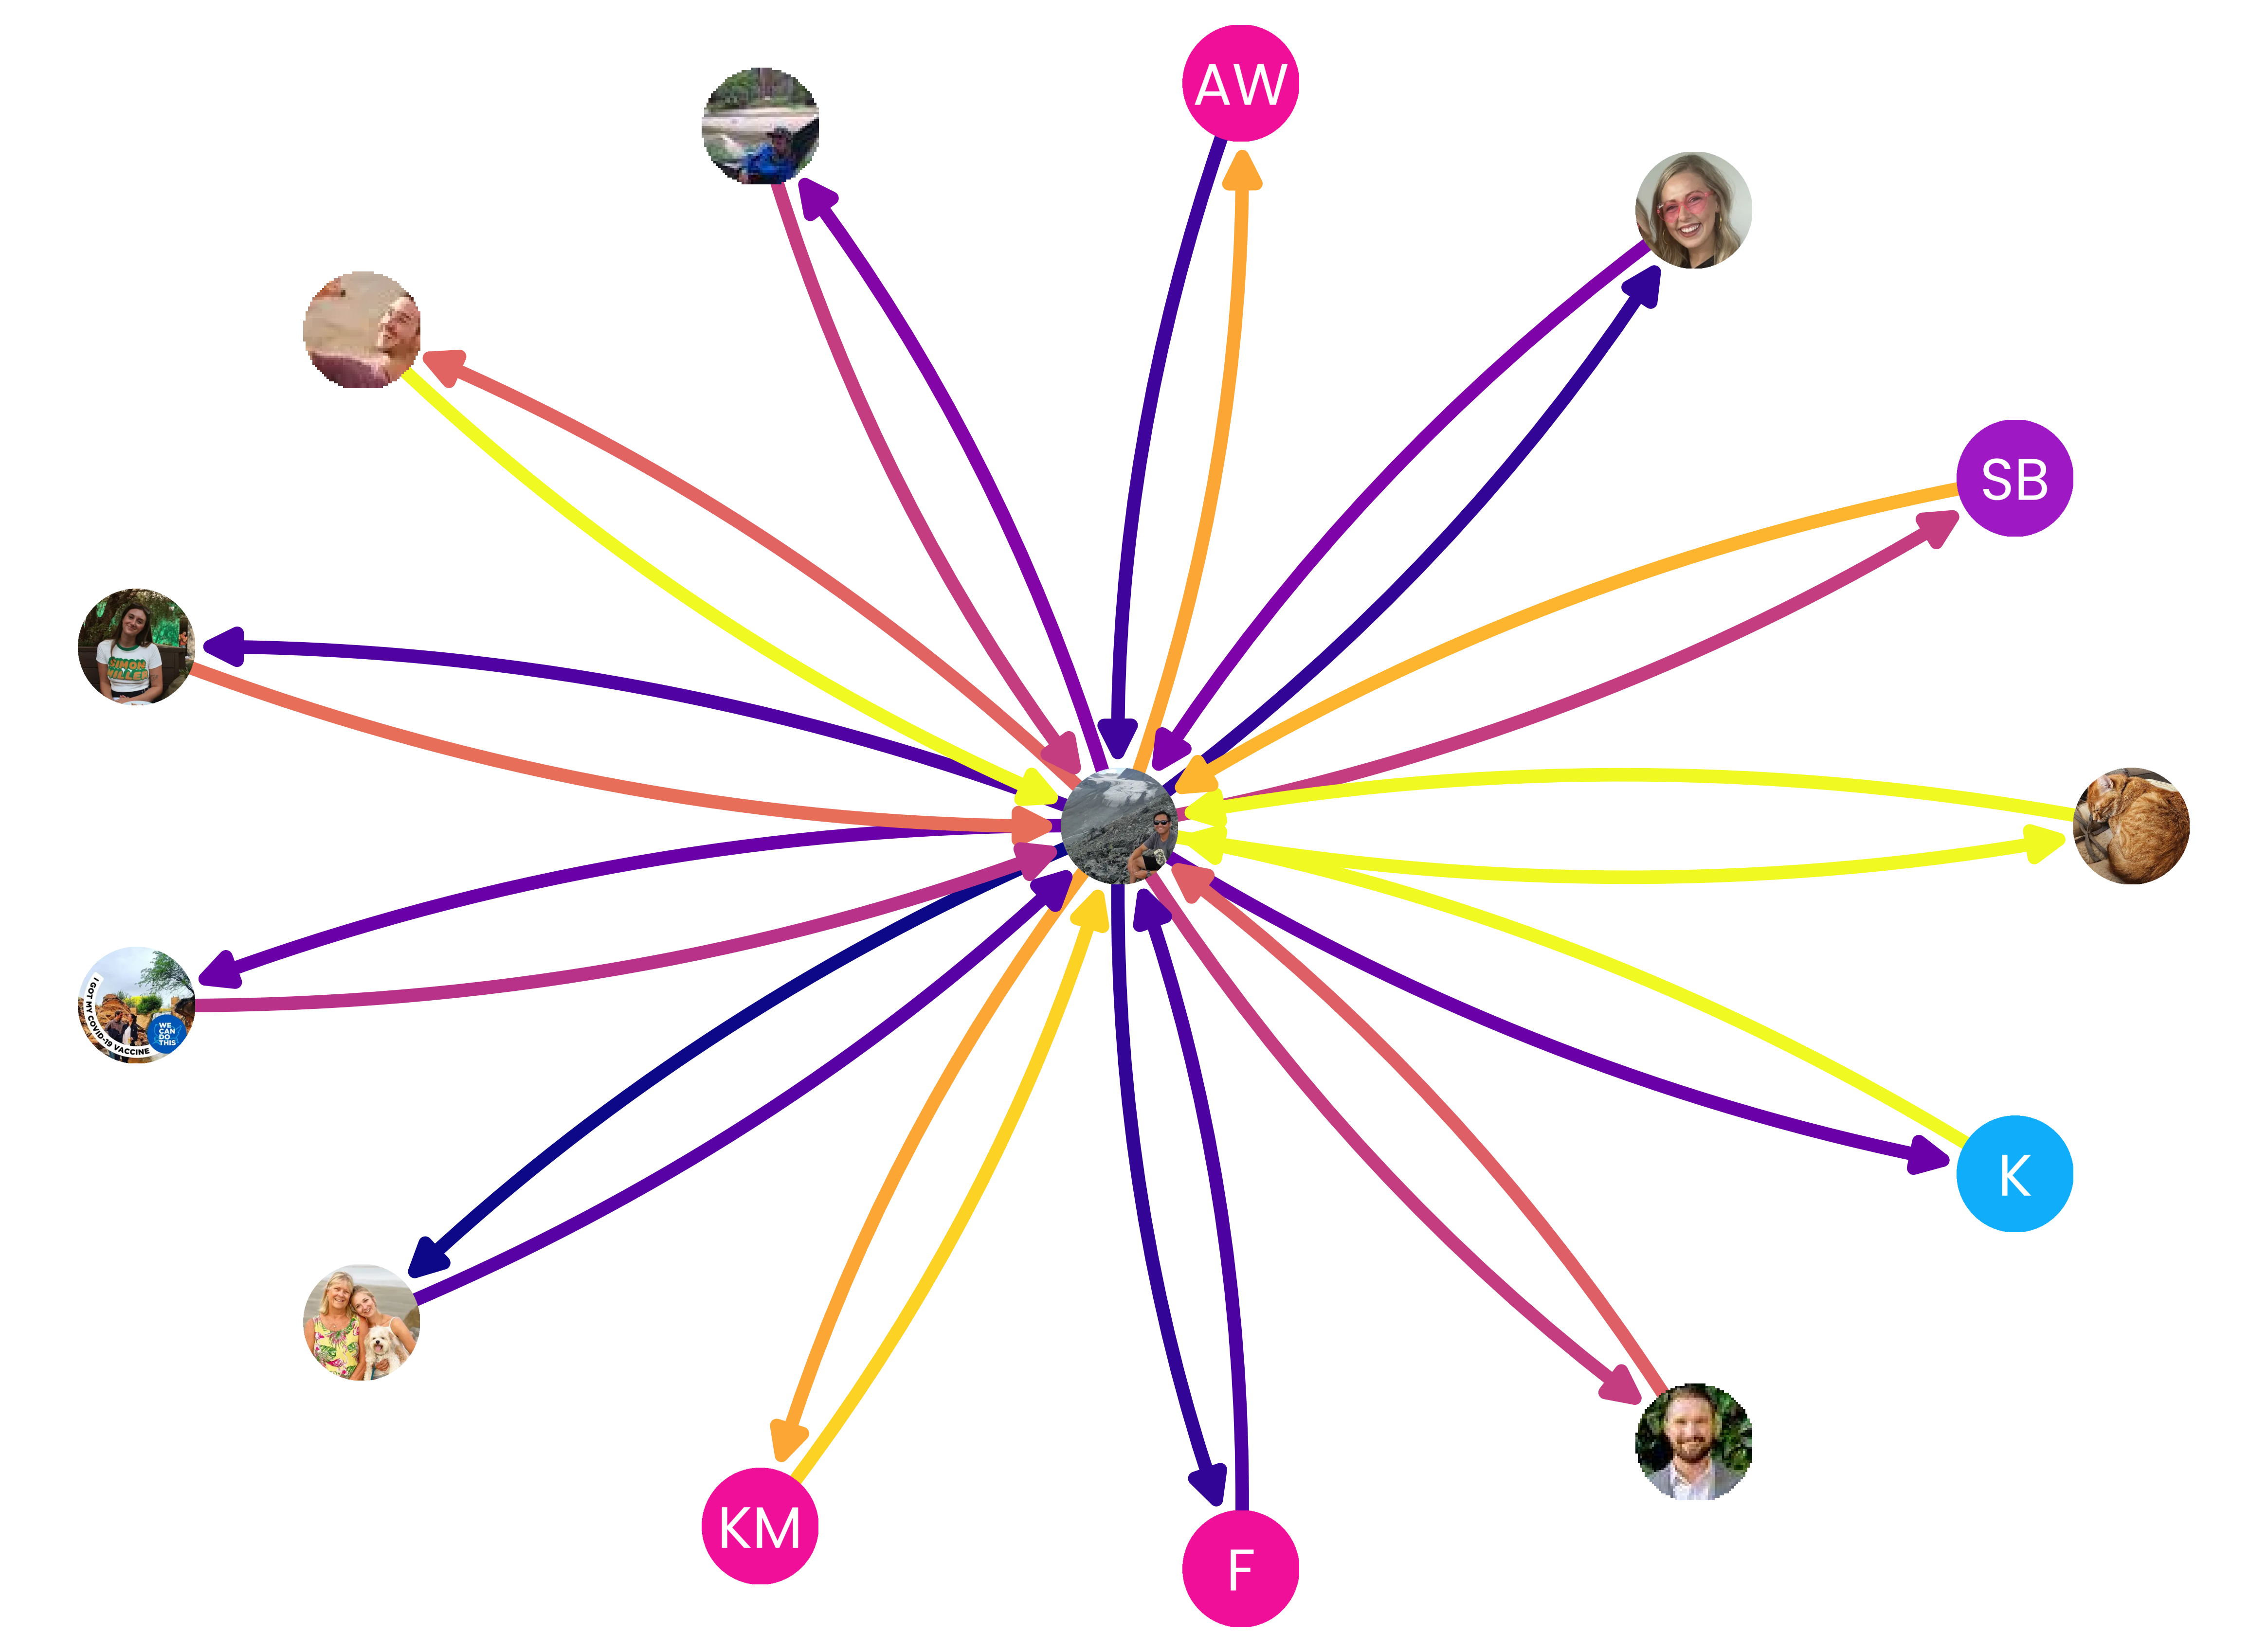 AW
SB
SIMON
MILLER
I GOT MY COVID-19 VACCINE
WE
CAN
DO
THIS
K
KM
F